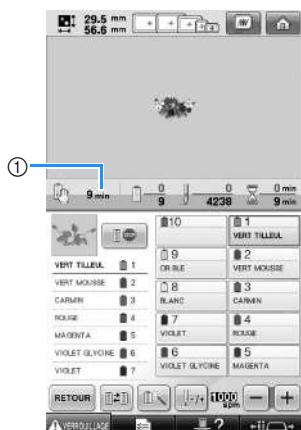 29.5 mm
56.6 mm
①
9 min
0
9
0
4238
0 min
9 min
STOP
VERT TILLEUL 1
VERT MOUSSE 2
CARMIN 3
ROUGE 4
MAGENTA 5
VIOLET GLYCINE 6
VIOLET 7
10
1
VERT TILLEUL
9
OR BLE
2
VERT MOUSSE
8
BLANC
3
CARMIN
7
VIOLET
4
ROUGE
6
VIOLET GLYCINE
5
MAGENTA
RETOUR
-/+
1000
spm
-
+
VERROUILLAGE
?